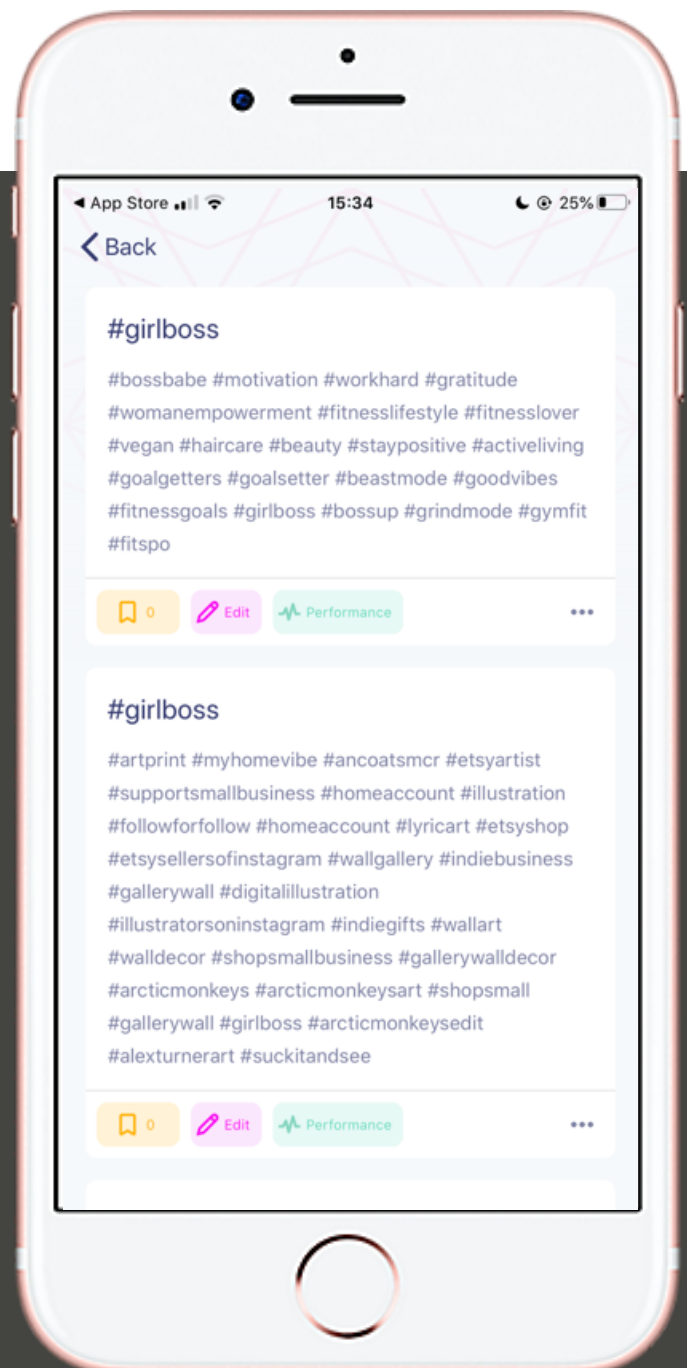 App Store 15:34 25%
Back
#girlboss
#bossbabe #motivation #workhard #gratitude
#womanempowerment #fitnesslifestyle #fitnesslover
#vegan #haircare #beauty #staypositive #activeliving
#goalgetters #goalsetter #beastmode #goodvibes
#fitnessgoals #girlboss #bossup #grindmode #gymfit
#fitspo
0 Edit Performance
#girlboss
#artprint #myhomevibe #ancoatsmcr #etsyartist
#supportsmallbusiness #homeaccount #illustration
#followforfollow #homeaccount #lyricart #etsyshop
#etsysellersofinstagram #wallgallery #indiebusiness
#gallerywall #digitalillustration
#illustratorsoninstagram #indiegifts #wallart
#walldecor #shopsmallbusiness #gallerywalldecor
#arcticmonkeys #arcticmonkeysart #shopsmall
#gallerywall #girlboss #arcticmonkeysedit
#alexturnerart #suckitandsee
0 Edit Performance